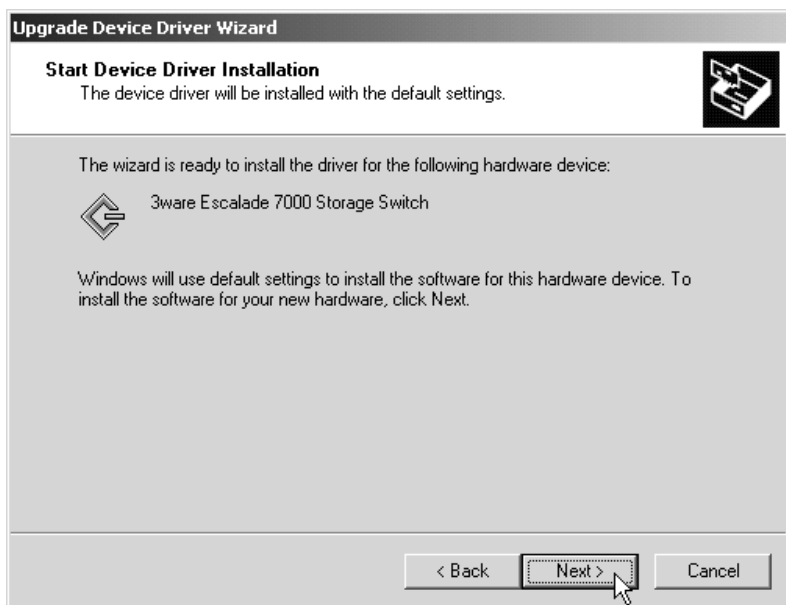 Upgrade Device Driver Wizard
Start Device Driver Installation
The device driver will be installed with the default settings.
The wizard is ready to install the driver for the following hardware device:
3ware Escalade 7000 Storage Switch
Windows will use default settings to install the software for this hardware device. To
install the software for your new hardware, click Next.
< Back
Next >
Cancel